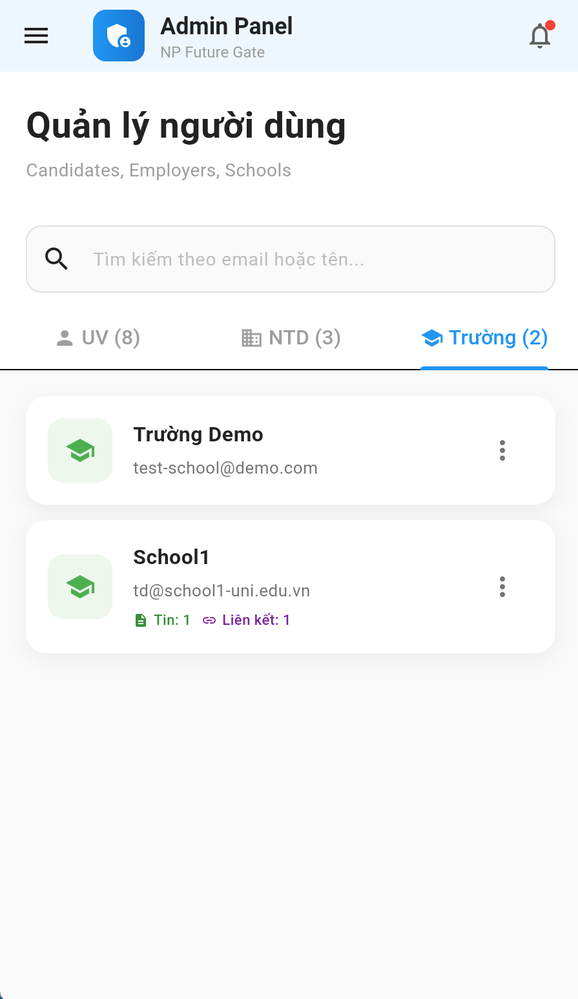 Admin Panel
NP Future Gate
Quản lý người dùng
Candidates, Employers, Schools
Tìm kiếm theo email hoặc tên...
UV (8) NTD (3) Trường (2)
Trường Demo
test-school@demo.com
School1
td@school1-uni.edu.vn
Tin: 1 Liên kết: 1